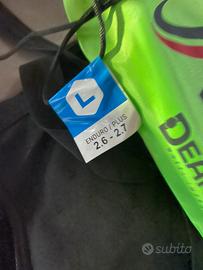 L
ENDURO / PLUS
2.6 - 2.7
DEA
subito